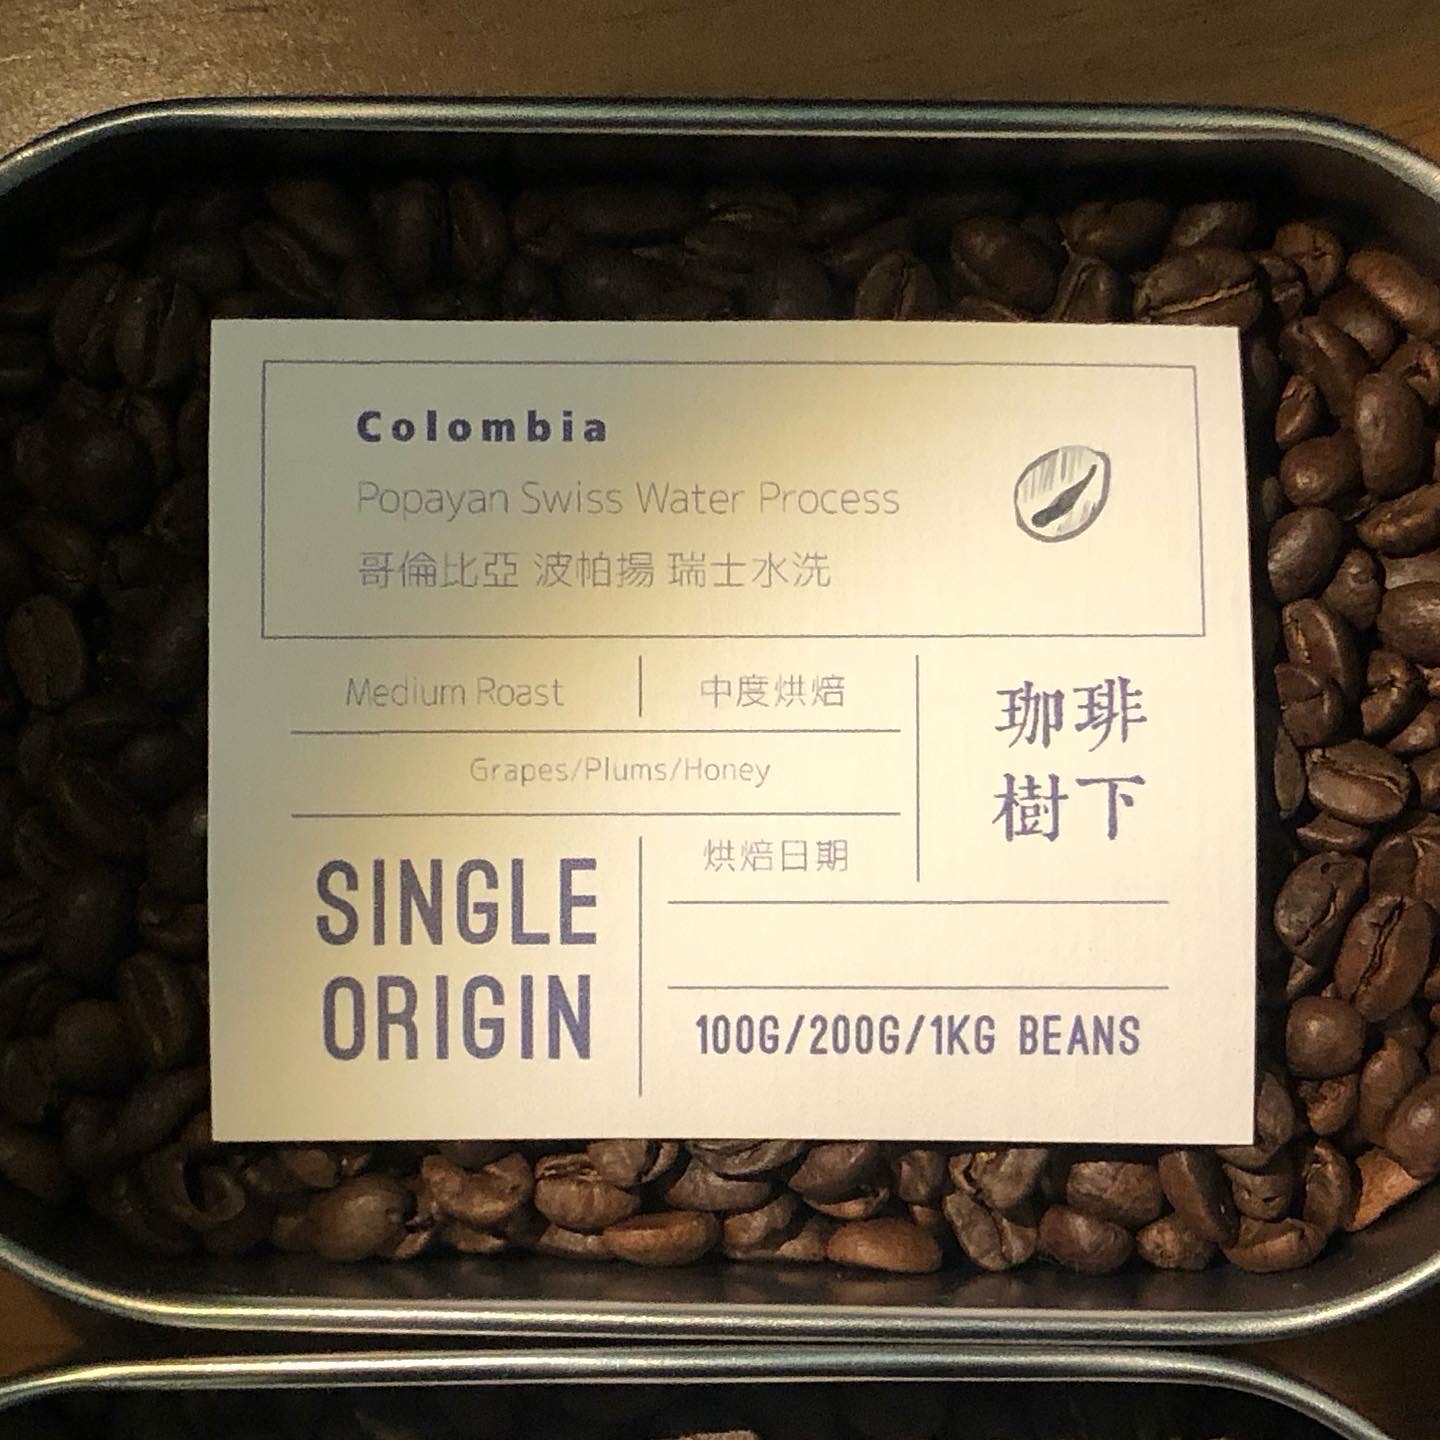 Colombia
Popayan Swiss Water Process
哥倫比亞 波帕揚 瑞士水洗
Medium Roast
中度烘焙
Grapes/Plums/Honey
珈琲
樹下
烘焙日期
SINGLE
ORIGIN
100G/200G/1KG BEANS